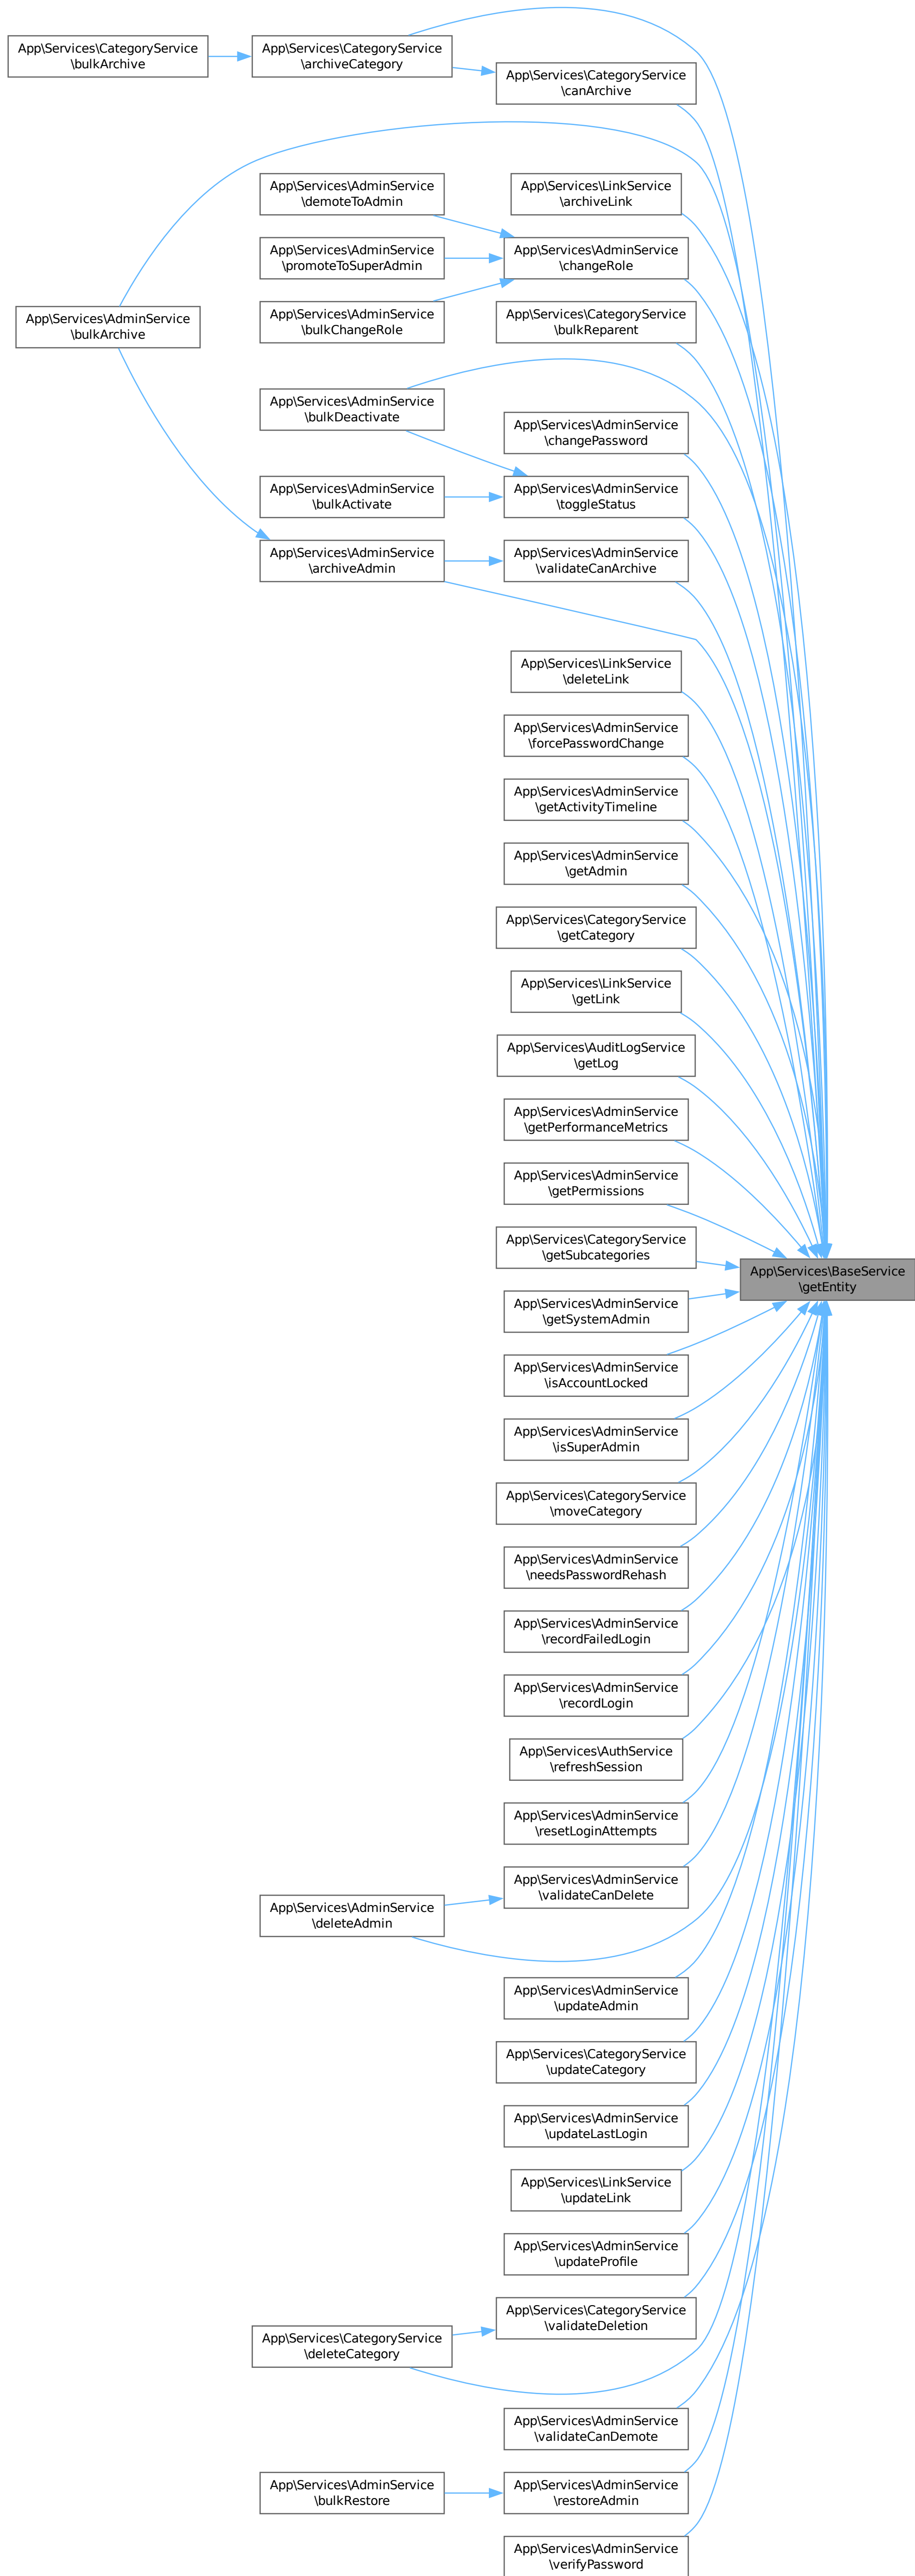 App\Services\CategoryService
\bulkArchive
App\Services\CategoryService
\archiveCategory
App\Services\CategoryService
\canArchive
App\Services\AdminService
\demoteToAdmin
App\Services\LinkService
\archiveLink
App\Services\AdminService
\promoteToSuperAdmin
App\Services\AdminService
\changeRole
App\Services\AdminService
\bulkArchive
App\Services\AdminService
\bulkChangeRole
App\Services\CategoryService
\bulkReparent
App\Services\AdminService
\bulkDeactivate
App\Services\AdminService
\changePassword
App\Services\AdminService
\bulkActivate
App\Services\AdminService
\toggleStatus
App\Services\AdminService
\archiveAdmin
App\Services\AdminService
\validateCanArchive
App\Services\LinkService
\deleteLink
App\Services\AdminService
\forcePasswordChange
App\Services\AdminService
\getActivityTimeline
App\Services\AdminService
\getAdmin
App\Services\CategoryService
\getCategory
App\Services\LinkService
\getLink
App\Services\AuditLogService
\getLog
App\Services\AdminService
\getPerformanceMetrics
App\Services\AdminService
\getPermissions
App\Services\CategoryService
\getSubcategories
App\Services\BaseService
\getEntity
App\Services\AdminService
\getSystemAdmin
App\Services\AdminService
\isAccountLocked
App\Services\AdminService
\isSuperAdmin
App\Services\CategoryService
\moveCategory
App\Services\AdminService
\needsPasswordRehash
App\Services\AdminService
\recordFailedLogin
App\Services\AdminService
\recordLogin
App\Services\AuthService
\refreshSession
App\Services\AdminService
\resetLoginAttempts
App\Services\AdminService
\validateCanDelete
App\Services\AdminService
\deleteAdmin
App\Services\AdminService
\updateAdmin
App\Services\CategoryService
\updateCategory
App\Services\AdminService
\updateLastLogin
App\Services\LinkService
\updateLink
App\Services\AdminService
\updateProfile
App\Services\CategoryService
\validateDeletion
App\Services\CategoryService
\deleteCategory
App\Services\AdminService
\validateCanDemote
App\Services\AdminService
\bulkRestore
App\Services\AdminService
\restoreAdmin
App\Services\AdminService
\verifyPassword